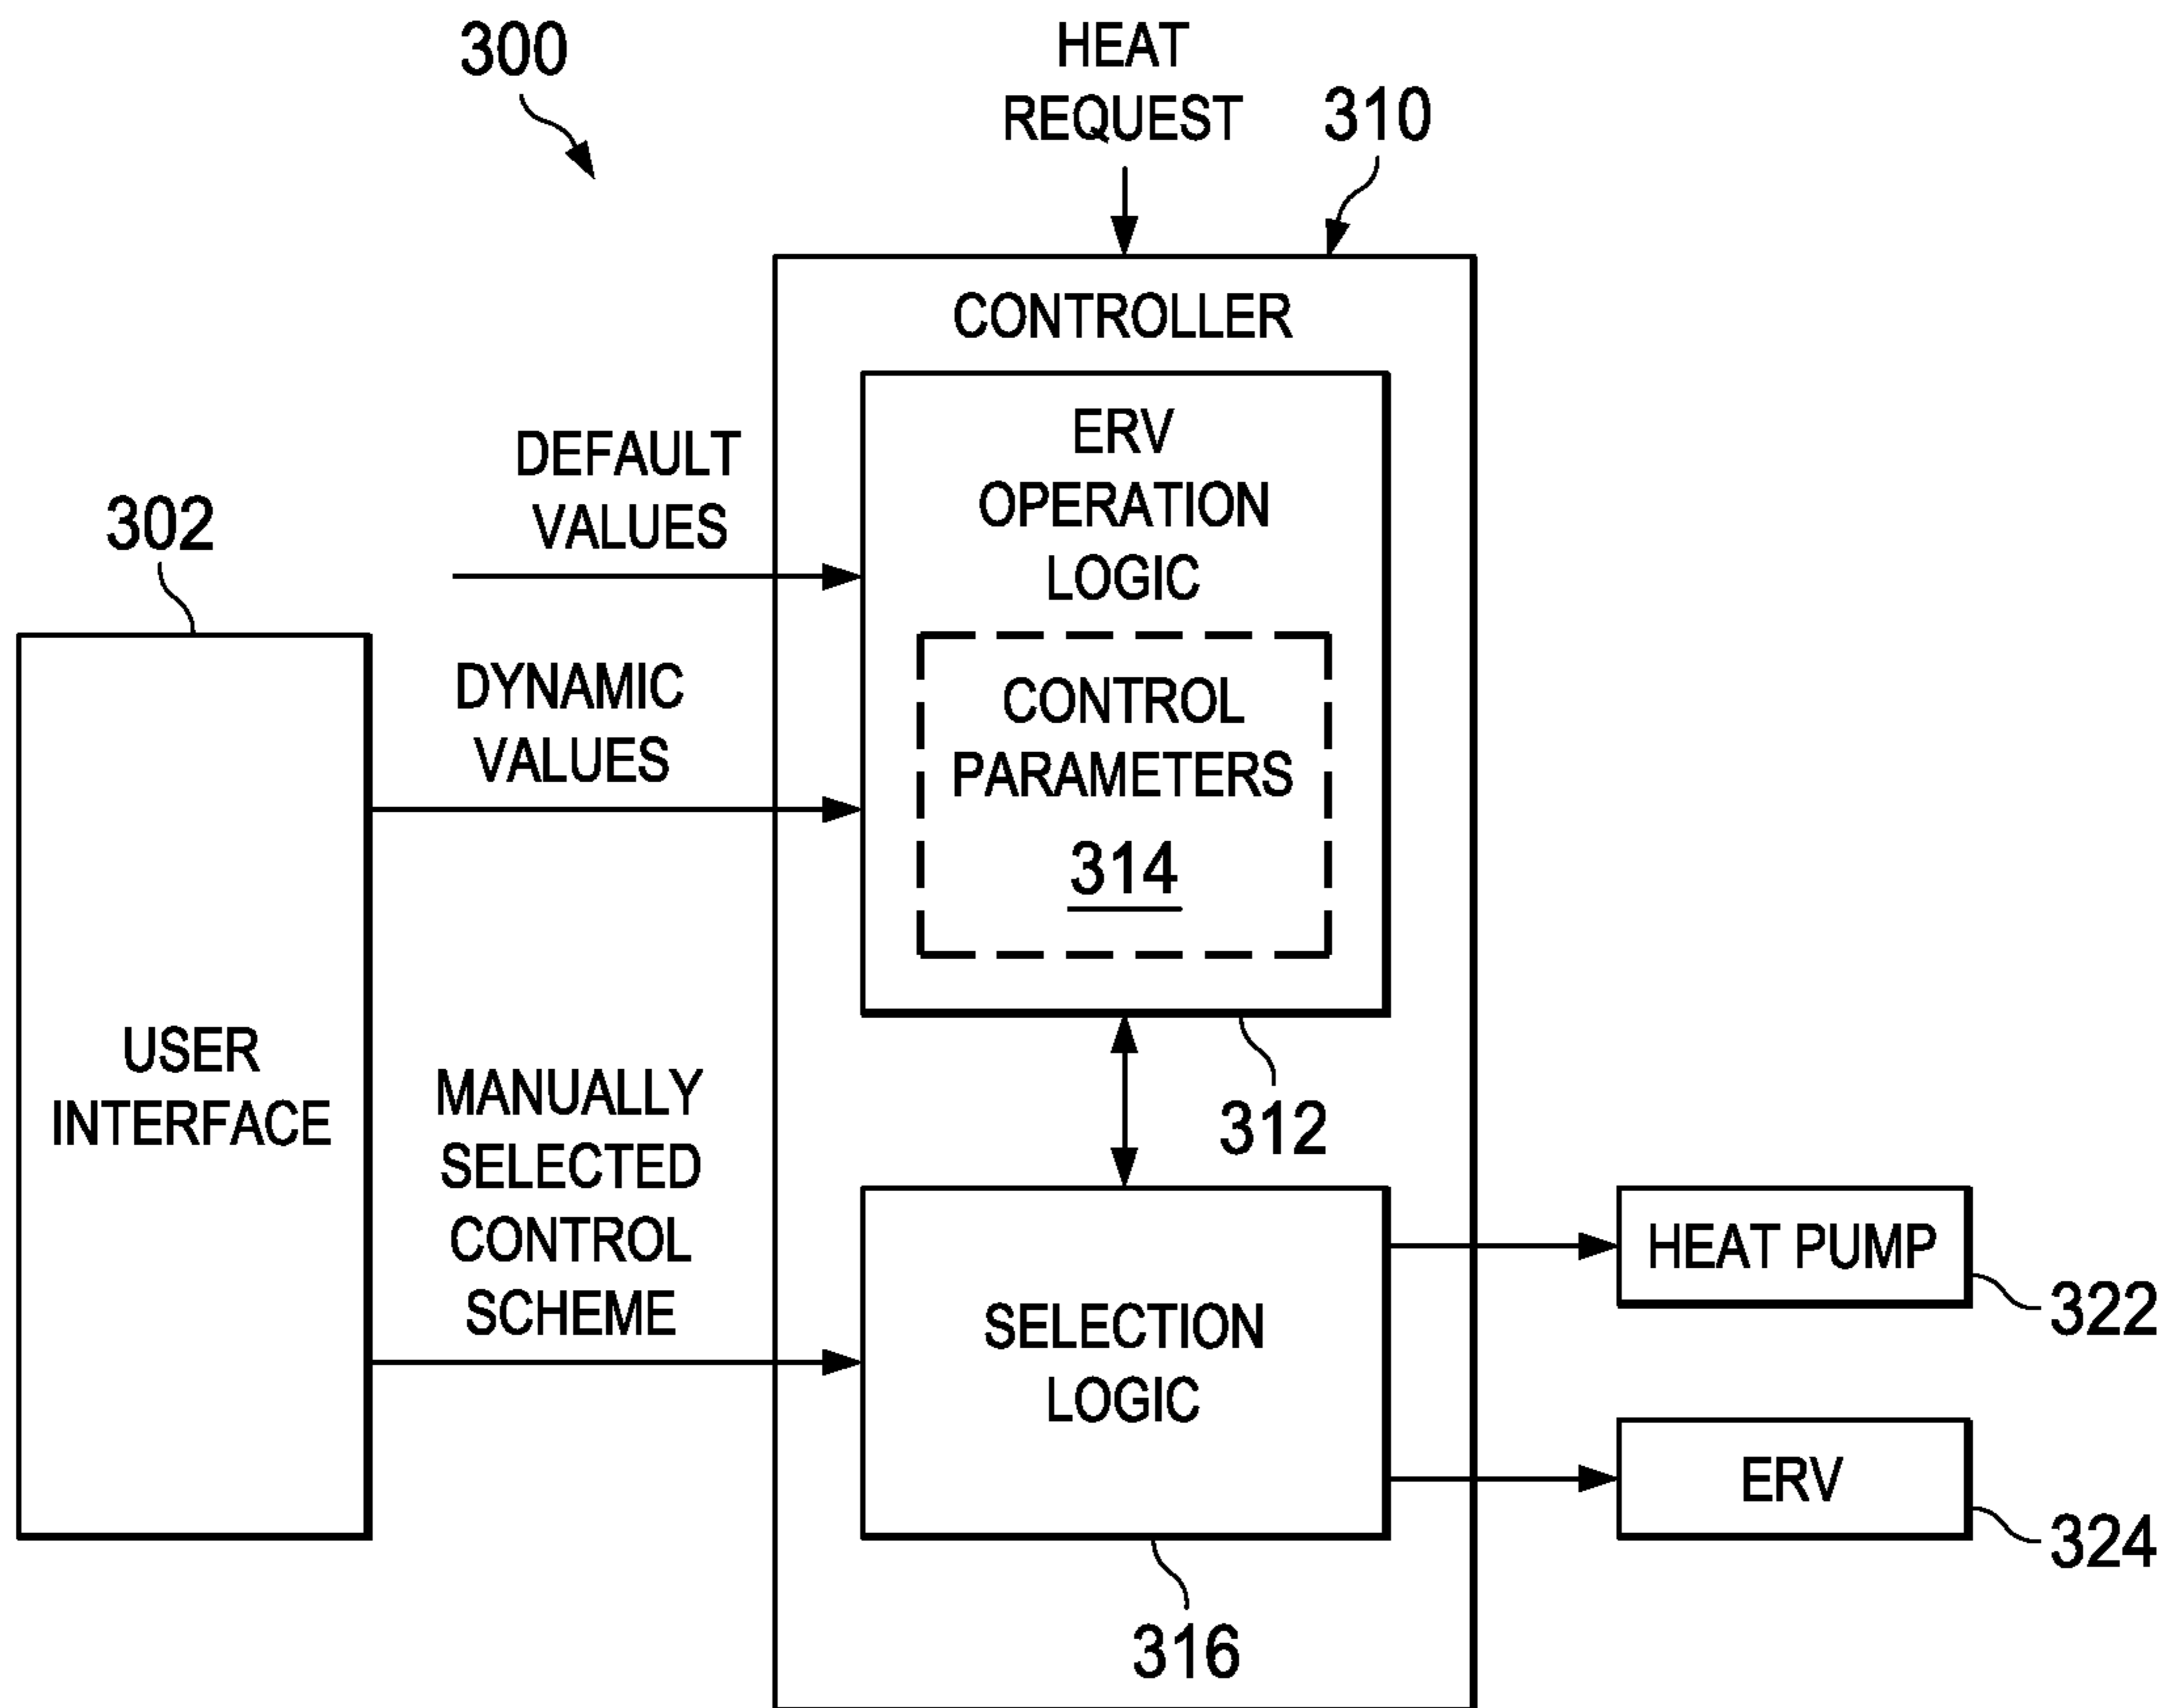 300
HEAT
REQUEST
310
CONTROLLER
ERV
OPERATION
LOGIC
DEFAULT
VALUES
302
DYNAMIC
VALUES
CONTROL
PARAMETERS
314
USER
INTERFACE
MANUALLY
SELECTED
CONTROL
SCHEME
312
SELECTION
LOGIC
HEAT PUMP
322
ERV
324
316